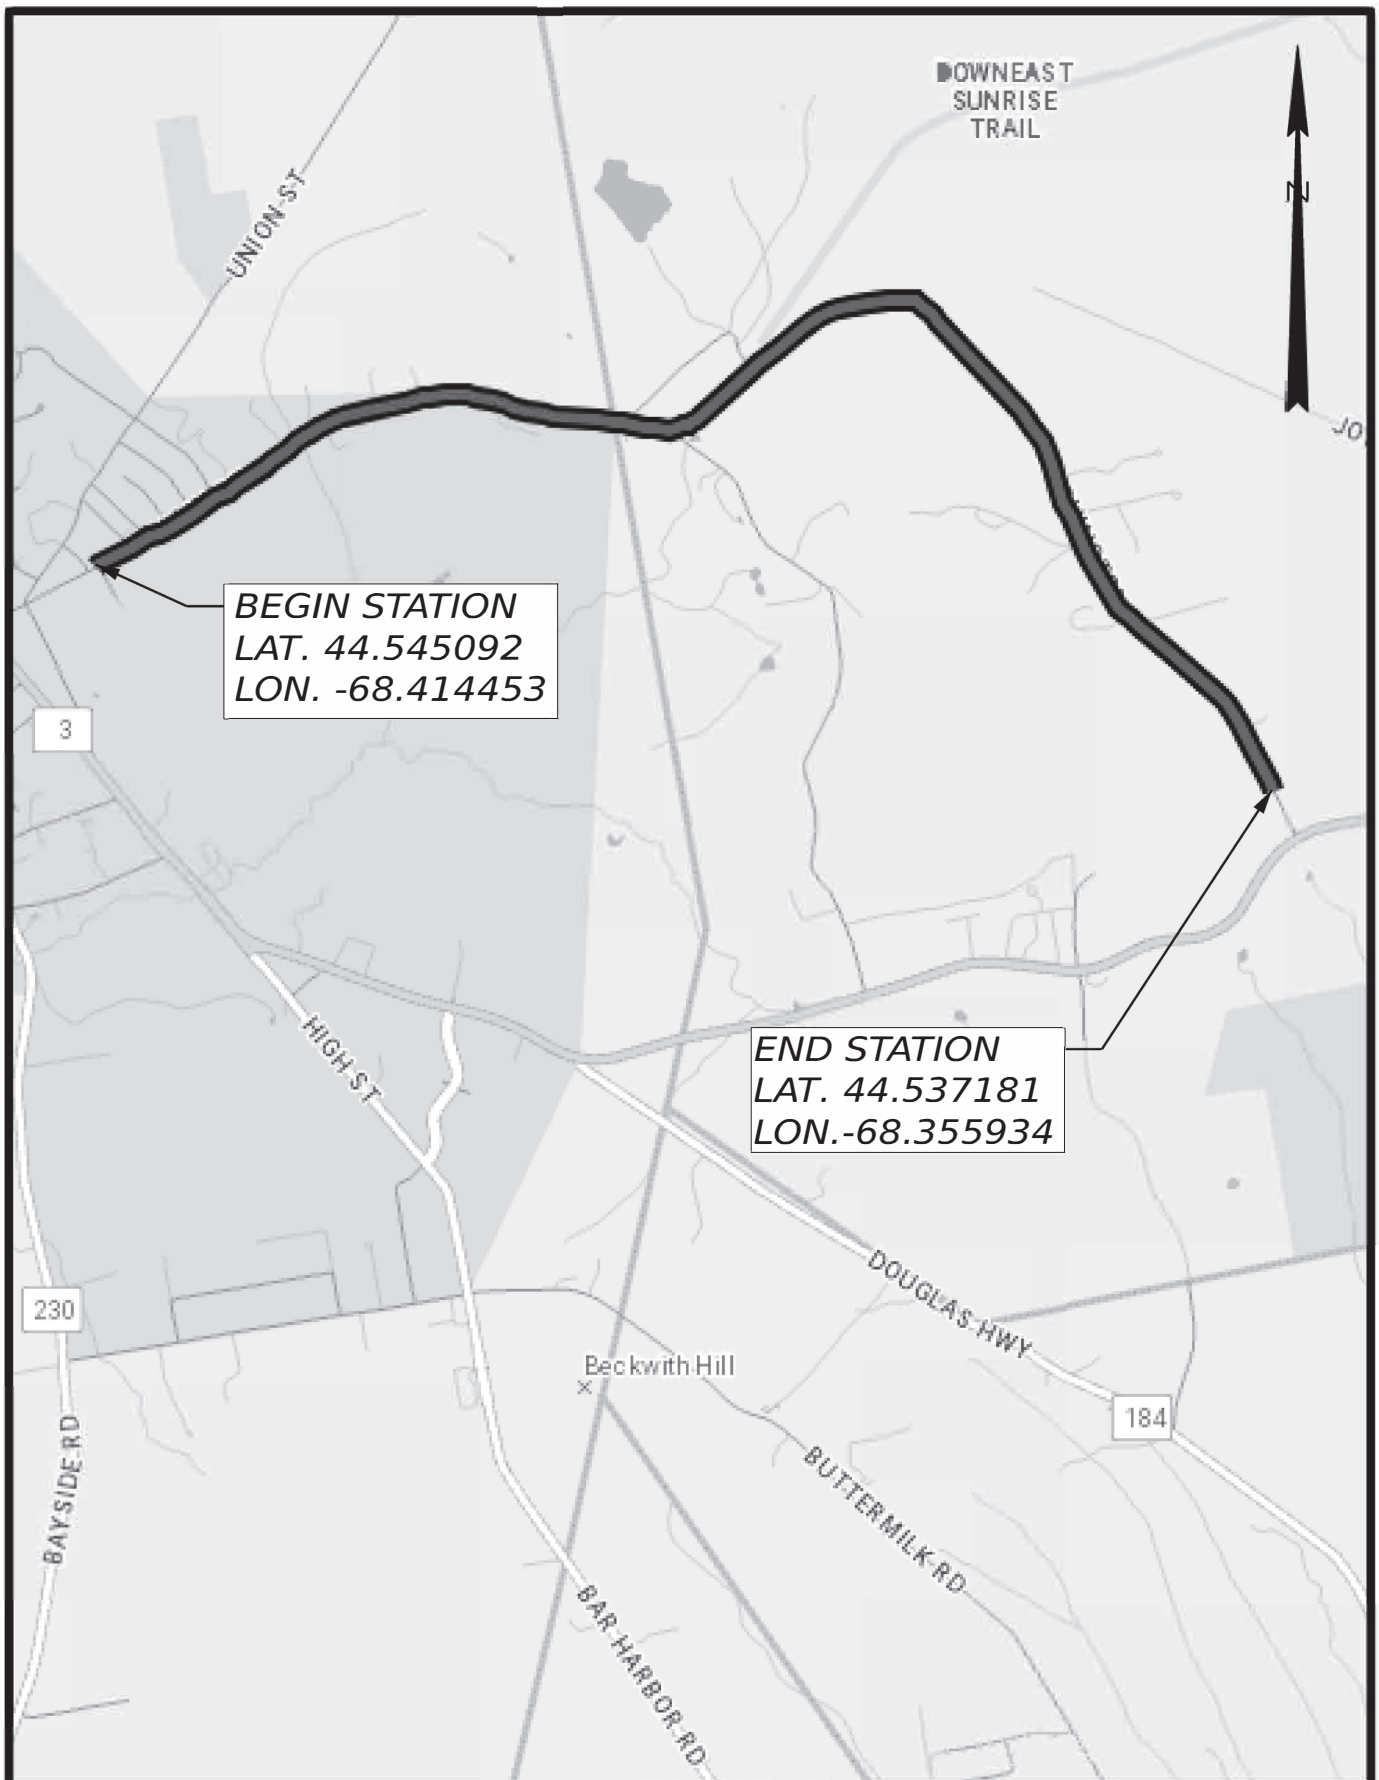 DOWNEAST
SUNRISE
TRAIL
N
UNION ST
JO
BEGIN STATION
LAT. 44.545092
LON. -68.414453
3
END STATION
LAT. 44.537181
LON.-68.355934
HIGH ST
DOUGLAS HWY
230
Beckwith Hill
184
BAYSIDE RD
BUTTERMILK RD
BAR HARBOR RD